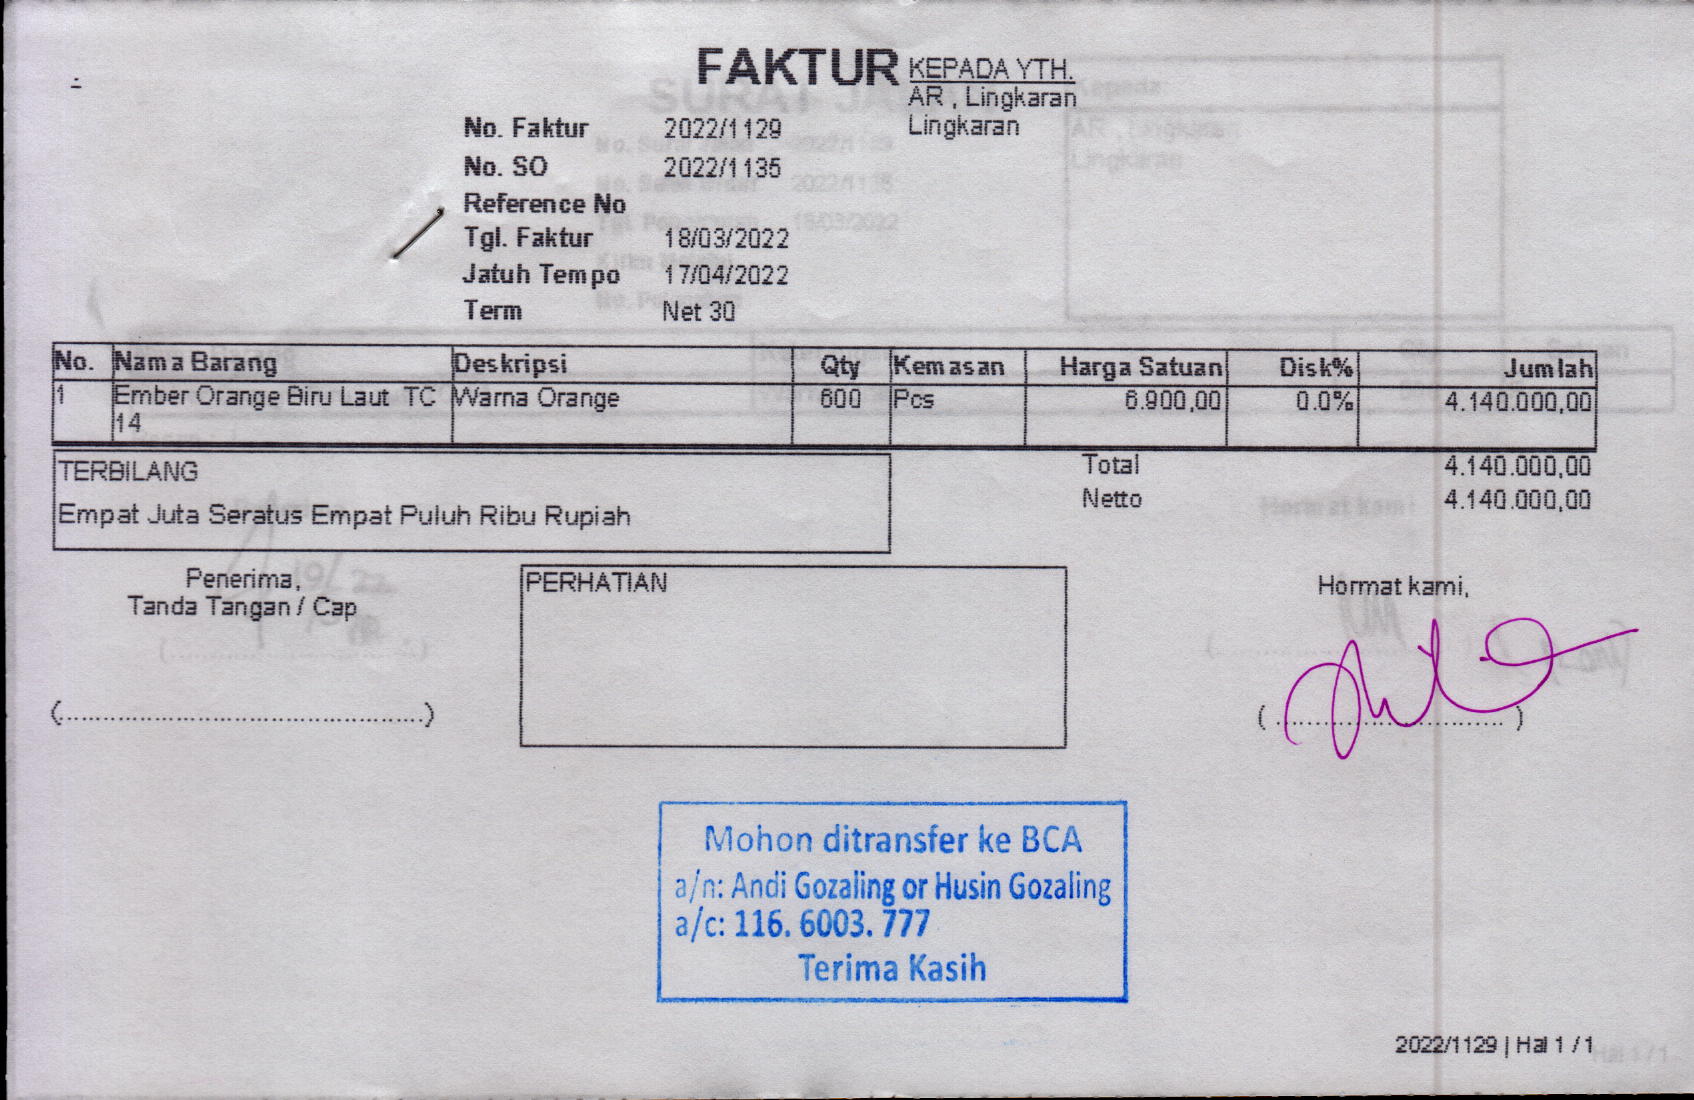 FAKTUR
KEPADA YTH.
AR , Lingkaran
Lingkaran
No. Faktur 2022/1129
No. SO 2022/1135
Reference No
Tgl. Faktur 18/03/2022
Jatuh Tempo 17/04/2022
Term Net 30
No. Nama Barang Deskripsi Qty Kemasan Harga Satuan Disk% Jumlah
1 Ember Orange Biru Laut TC Warna Orange 600 Pcs 6.900,00 0.0% 4.140.000,00
14
TERBILANG
Empat Juta Seratus Empat Puluh Ribu Rupiah
Total 4.140.000,00
Netto 4.140.000,00
Penerima,
Tanda Tangan / Cap
(..........................................)
PERHATIAN
Hormat kami,
( .............................. )
Mohon ditransfer ke BCA
a/n: Andi Gozaling or Husin Gozaling
a/c: 116. 6003. 777
Terima Kasih
2022/1129 | Hal 1 / 1